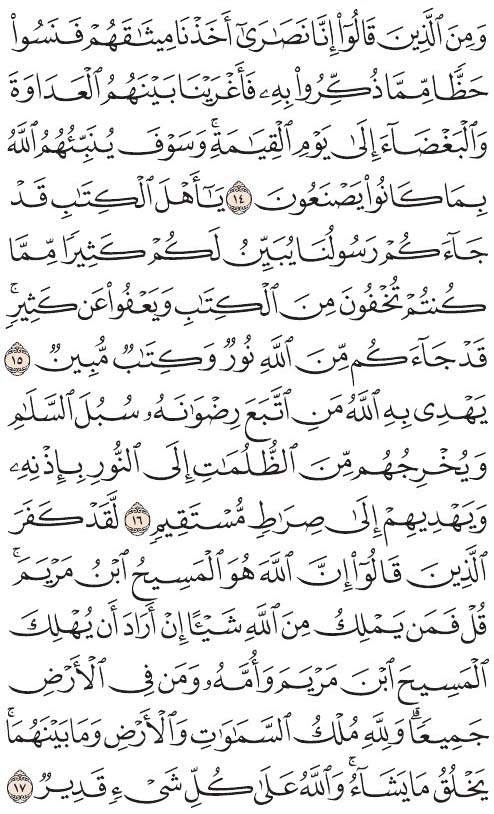 وَمِنَ ٱلَّذِينَ قَالُوٓا۟ إِنَّا نَصَٰرَىٰٓ أَخَذْنَا مِيثَٰقَهُمْ فَنَسُوا۟
حَظًّا مِّمَّا ذُكِّرُوا۟ بِهِۦ فَأَغْرَيْنَا بَيْنَهُمُ ٱلْعَدَاوَةَ
وَٱلْبَغْضَآءَ إِلَىٰ يَوْمِ ٱلْقِيَٰمَةِ ۚ وَسَوْفَ يُنَبِّئُهُمُ ٱللَّهُ
بِمَا كَانُوا۟ يَصْنَعُونَ ١٤ يَٰٓأَهْلَ ٱلْكِتَٰبِ قَدْ
جَآءَكُمْ رَسُولُنَا يُبَيِّنُ لَكُمْ كَثِيرًا مِّمَّا
كُنتُمْ تُخْفُونَ مِنَ ٱلْكِتَٰبِ وَيَعْفُوا۟ عَن كَثِيرٍ ۚ
قَدْ جَآءَكُم مِّنَ ٱللَّهِ نُورٌ وَكِتَٰبٌ مُّبِينٌ ١٥
يَهْدِى بِهِ ٱللَّهُ مَنِ ٱتَّبَعَ رِضْوَٰنَهُۥ سُبُلَ ٱلسَّلَٰمِ
وَيُخْرِجُهُم مِّنَ ٱلظُّلُمَٰتِ إِلَى ٱلنُّورِ بِإِذْنِهِۦ
وَيَهْدِيهِمْ إِلَىٰ صِرَٰطٍ مُّسْتَقِيمٍ ١٦ لَّقَدْ كَفَرَ
ٱلَّذِينَ قَالُوٓا۟ إِنَّ ٱللَّهَ هُوَ ٱلْمَسِيحُ ٱبْنُ مَرْيَمَ ۚ
قُلْ فَمَن يَمْلِكُ مِنَ ٱللَّهِ شَيْـًٔا إِنْ أَرَادَ أَن يُهْلِكَ
ٱلْمَسِيحَ ٱبْنَ مَرْيَمَ وَأُمَّهُۥ وَمَن فِى ٱلْأَرْضِ
جَمِيعًا ۗ وَلِلَّهِ مُلْكُ ٱلسَّمَٰوَٰتِ وَٱلْأَرْضِ وَمَا بَيْنَهُمَا ۚ
يَخْلُقُ مَا يَشَآءُ ۚ وَٱللَّهُ عَلَىٰ كُلِّ شَىْءٍ قَدِيرٌ ١٧